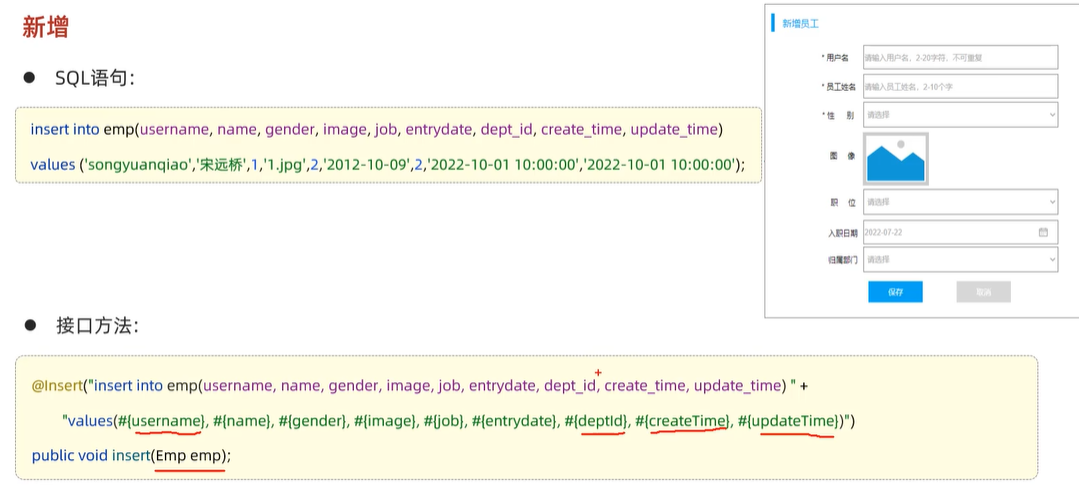 新增
● SQL语句：
insert into emp(username, name, gender, image, job, entrydate, dept_id, create_time, update_time)
values ('songyuanqiao','宋远桥',1,'1.jpg',2,'2012-10-09',2,'2022-10-01 10:00:00','2022-10-01 10:00:00');
新增员工
* 用户名 请输入用户名，2-20字符，不可重复
* 员工姓名 请输入员工姓名，2-10个字
* 性 别 请选择
图 像
职 位 请选择
入职日期 2022-07-22
归属部门 请选择
保存 取消
● 接口方法：
@Insert("insert into emp(username, name, gender, image, job, entrydate, dept_id, create_time, update_time) " +
"values(#{username}, #{name}, #{gender}, #{image}, #{job}, #{entrydate}, #{deptId}, #{createTime}, #{updateTime})")
public void insert(Emp emp);